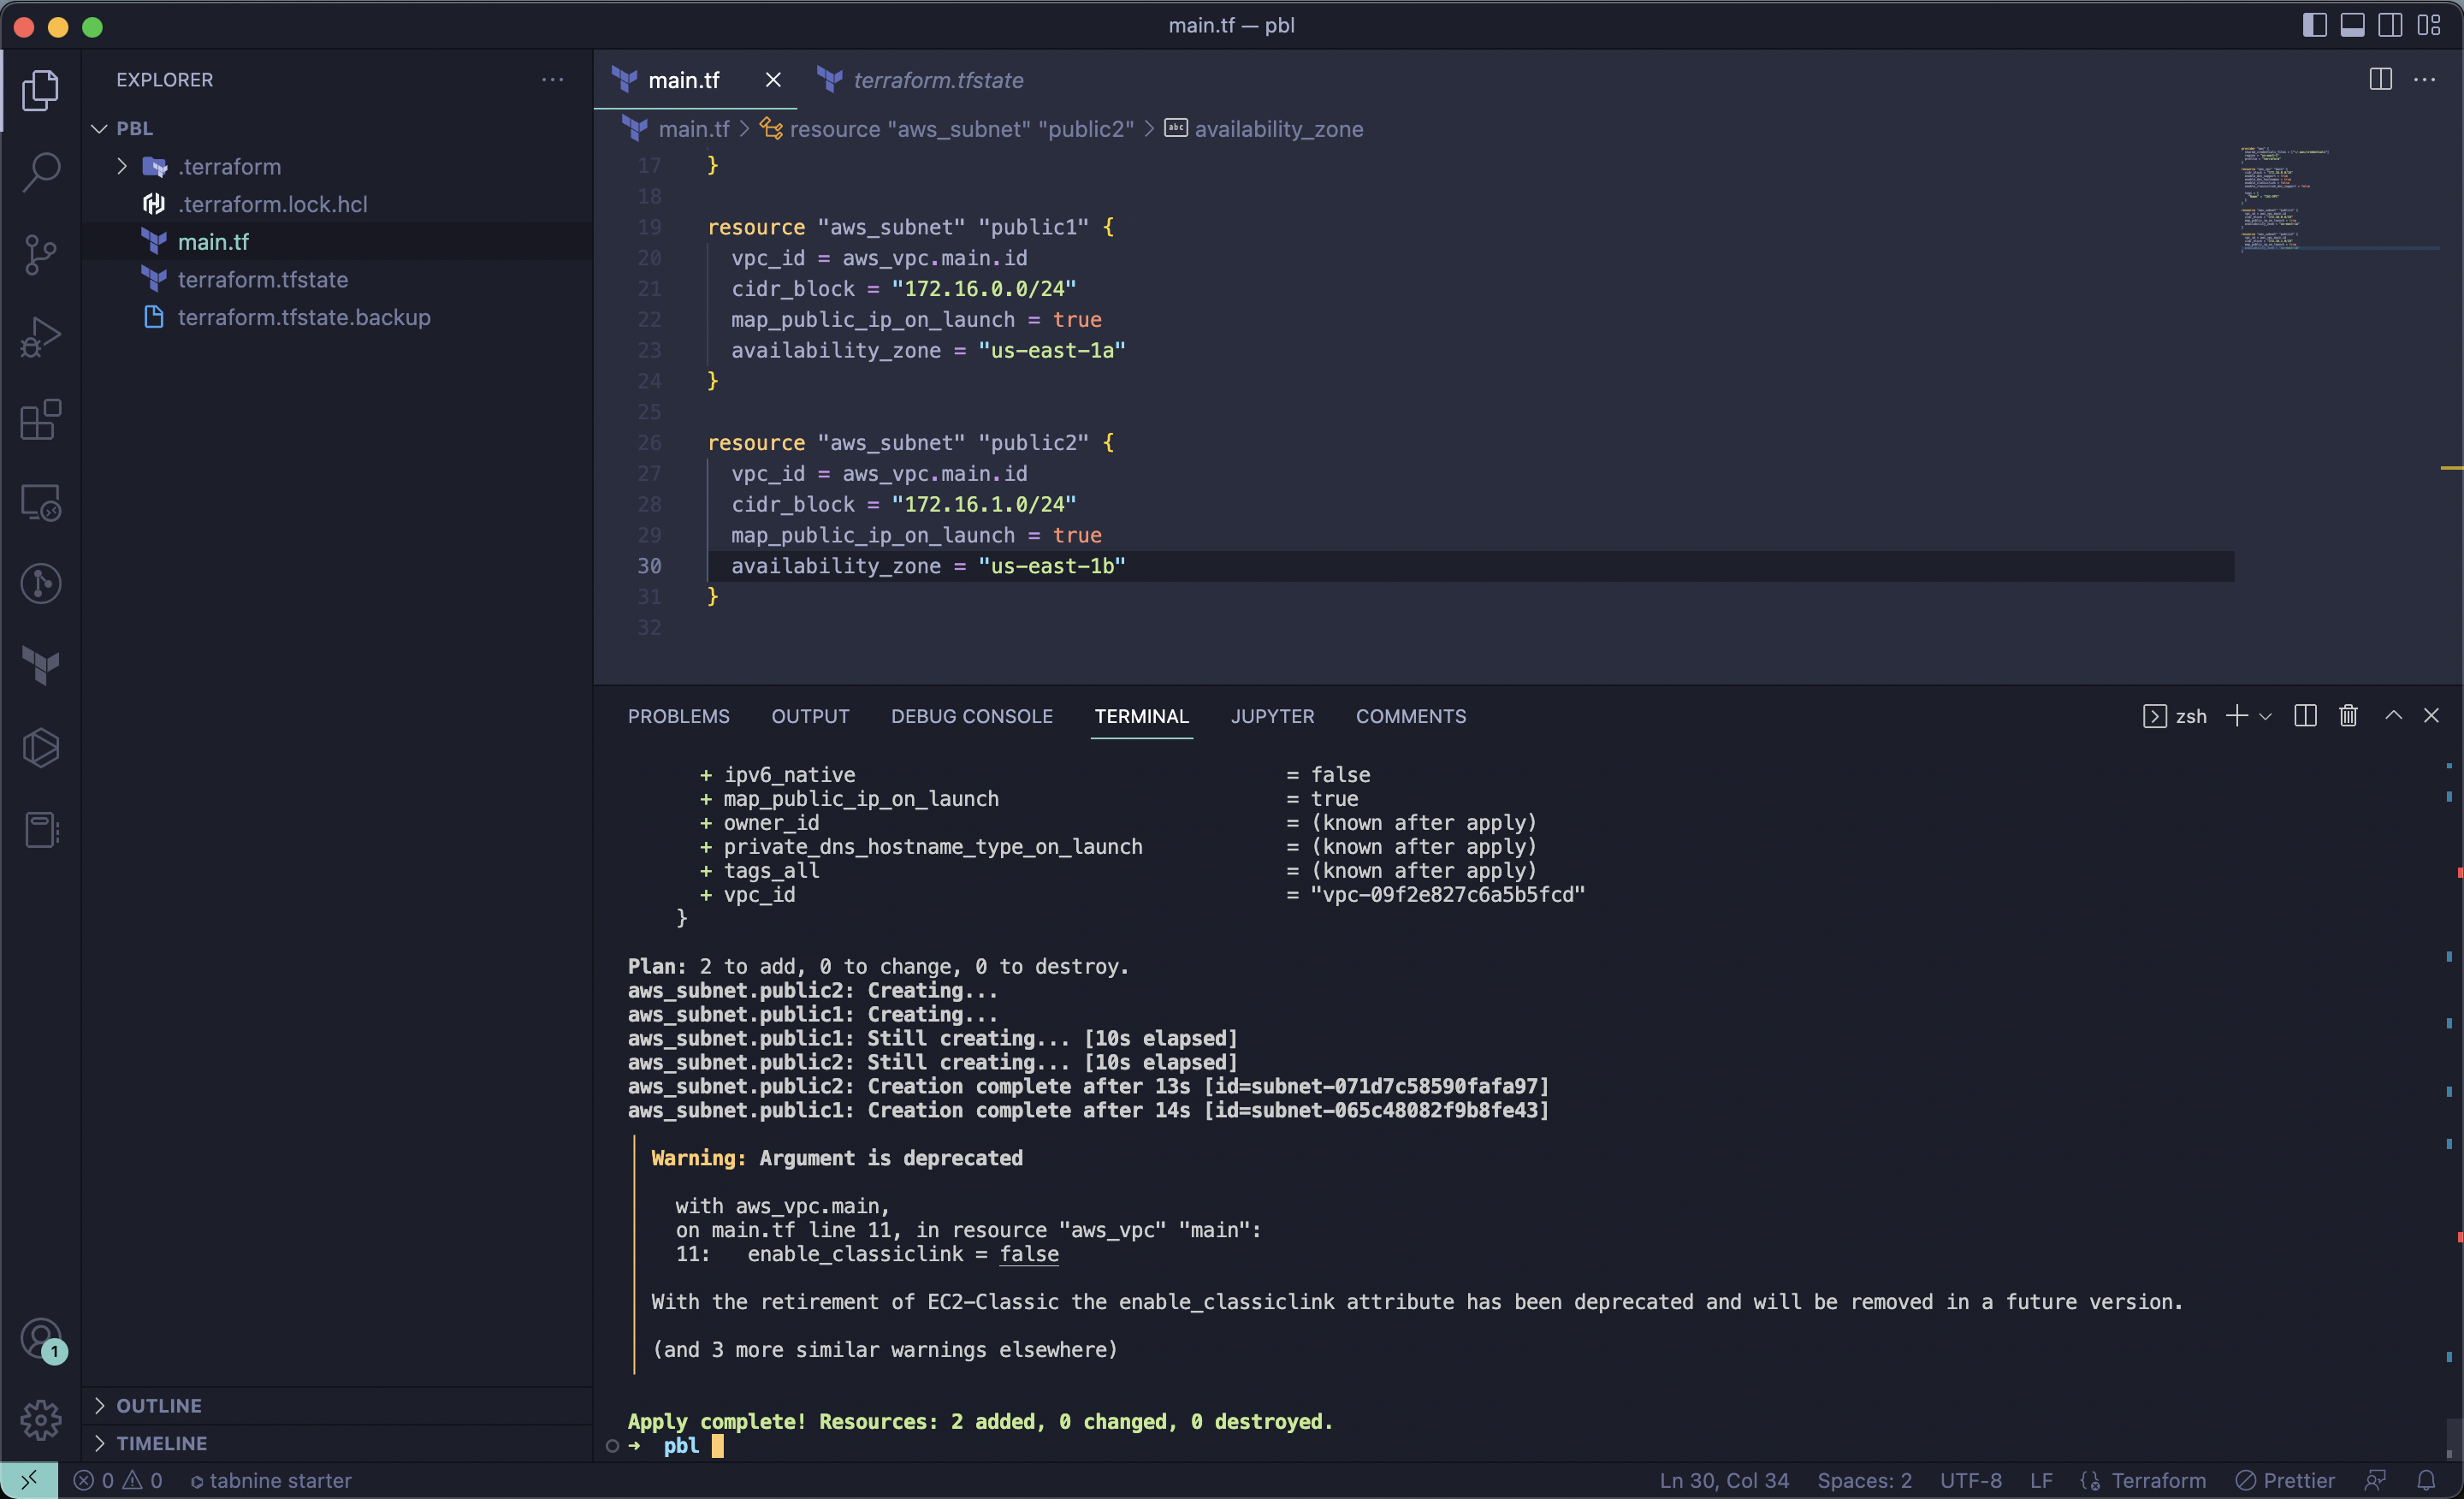 main.tf — pbl
EXPLORER
PBL
.terraform
.terraform.lock.hcl
main.tf
terraform.tfstate
terraform.tfstate.backup
OUTLINE
TIMELINE
main.tf
terraform.tfstate
main.tf > resource "aws_subnet" "public2" > abc availability_zone
17 }
18
19 resource "aws_subnet" "public1" {
20 vpc_id = aws_vpc.main.id
21 cidr_block = "172.16.0.0/24"
22 map_public_ip_on_launch = true
23 availability_zone = "us-east-1a"
24 }
25
26 resource "aws_subnet" "public2" {
27 vpc_id = aws_vpc.main.id
28 cidr_block = "172.16.1.0/24"
29 map_public_ip_on_launch = true
30 availability_zone = "us-east-1b"
31 }
32
PROBLEMS OUTPUT DEBUG CONSOLE TERMINAL JUPYTER COMMENTS
zsh
+ ipv6_native = false
+ map_public_ip_on_launch = true
+ owner_id = (known after apply)
+ private_dns_hostname_type_on_launch = (known after apply)
+ tags_all = (known after apply)
+ vpc_id = "vpc-09f2e827c6a5b5fcd"
}
Plan: 2 to add, 0 to change, 0 to destroy.
aws_subnet.public2: Creating...
aws_subnet.public1: Creating...
aws_subnet.public1: Still creating... [10s elapsed]
aws_subnet.public2: Still creating... [10s elapsed]
aws_subnet.public2: Creation complete after 13s [id=subnet-071d7c58590fafa97]
aws_subnet.public1: Creation complete after 14s [id=subnet-065c48082f9b8fe43]
Warning: Argument is deprecated
with aws_vpc.main,
on main.tf line 11, in resource "aws_vpc" "main":
11: enable_classiclink = false
With the retirement of EC2-Classic the enable_classiclink attribute has been deprecated and will be removed in a future version.
(and 3 more similar warnings elsewhere)
Apply complete! Resources: 2 added, 0 changed, 0 destroyed.
➜ pbl
1
0 0 tabnine starter
Ln 30, Col 34 Spaces: 2 UTF-8 LF Terraform Prettier